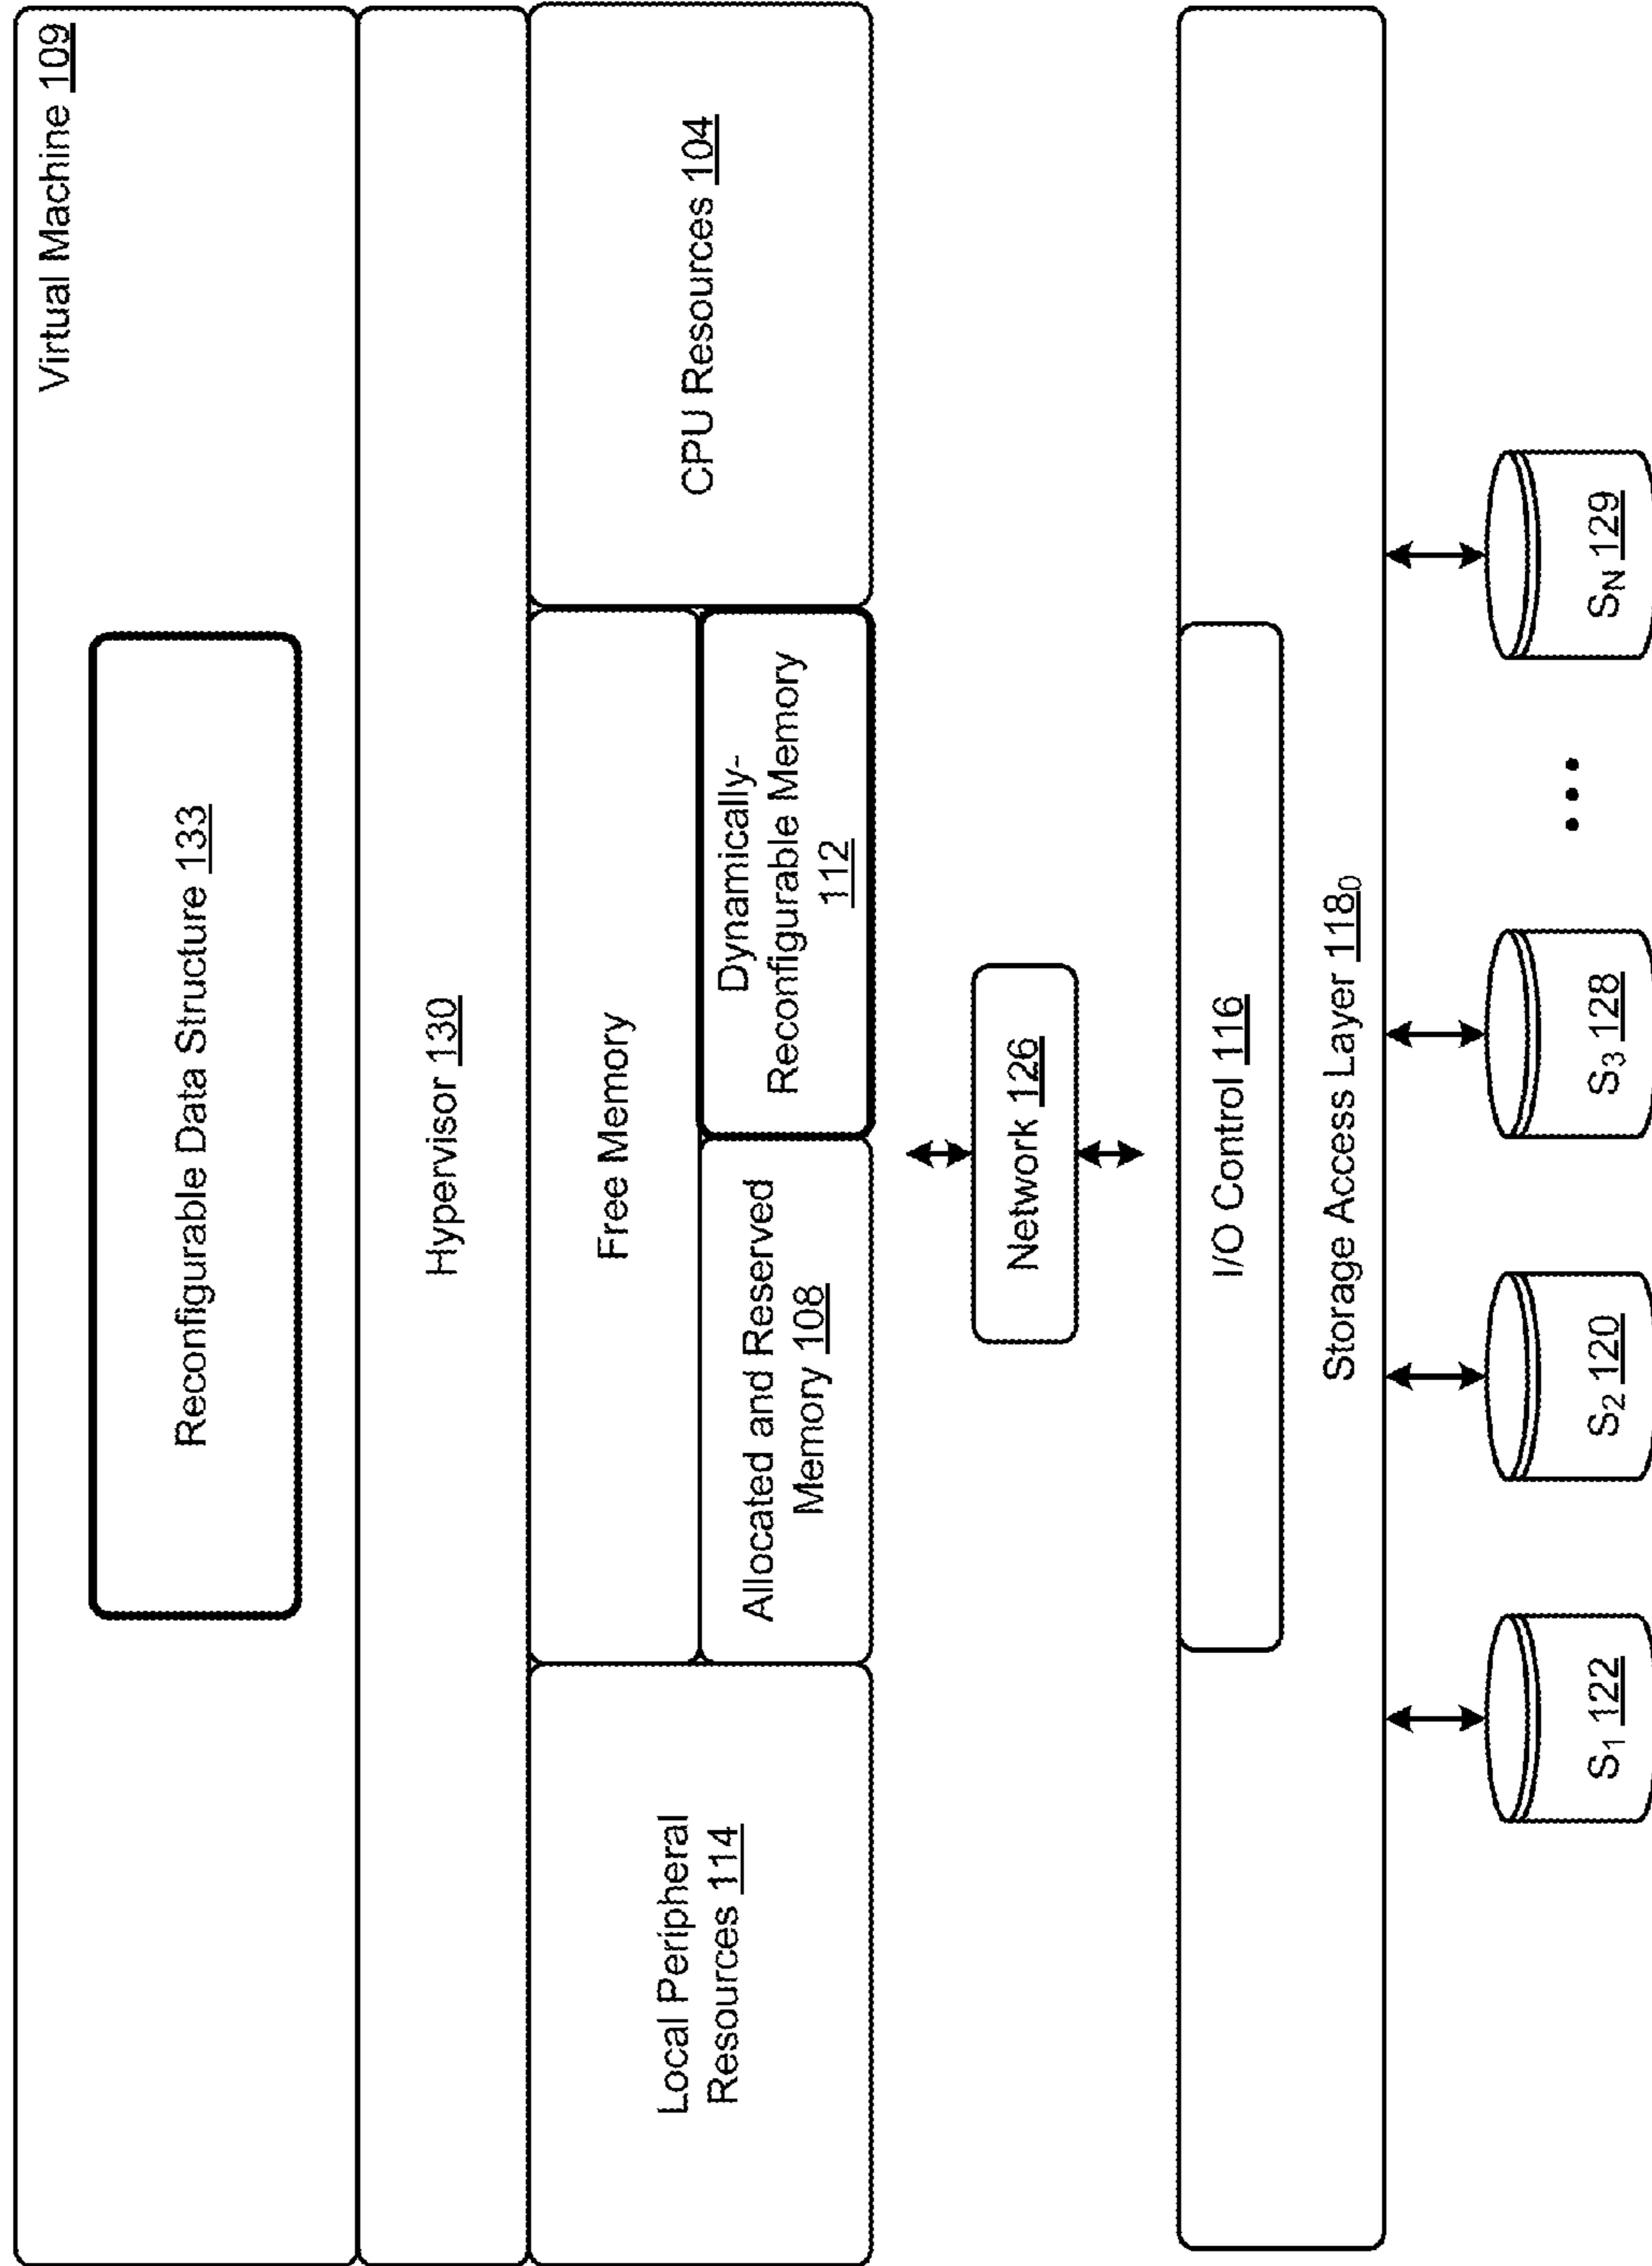 Virtual Machine 109
Reconfigurable Data Structure 133
Hypervisor 130
Local Peripheral
Resources 114
Free Memory
Allocated and Reserved
Memory 108
Dynamically-
Reconfigurable Memory
112
CPU Resources 104
Network 126
I/O Control 116
Storage Access Layer 118₀
S₁ 122
S₂ 120
S₃ 128
...
S_N 129